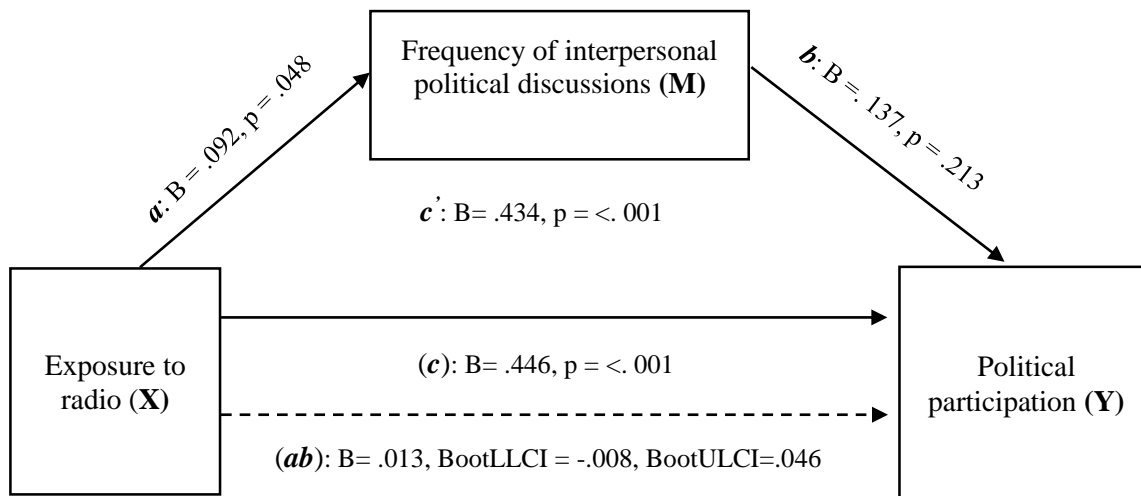 Frequency of interpersonal
political discussions (M)
a: B = .092, p = .048
b: B =. 137, p =.213
c’: B= .434, p = <. 001
Exposure to
radio (X)
(c): B= .446, p = <. 001
Political
participation (Y)
(ab): B= .013, BootLLCI = -.008, BootULCI=.046